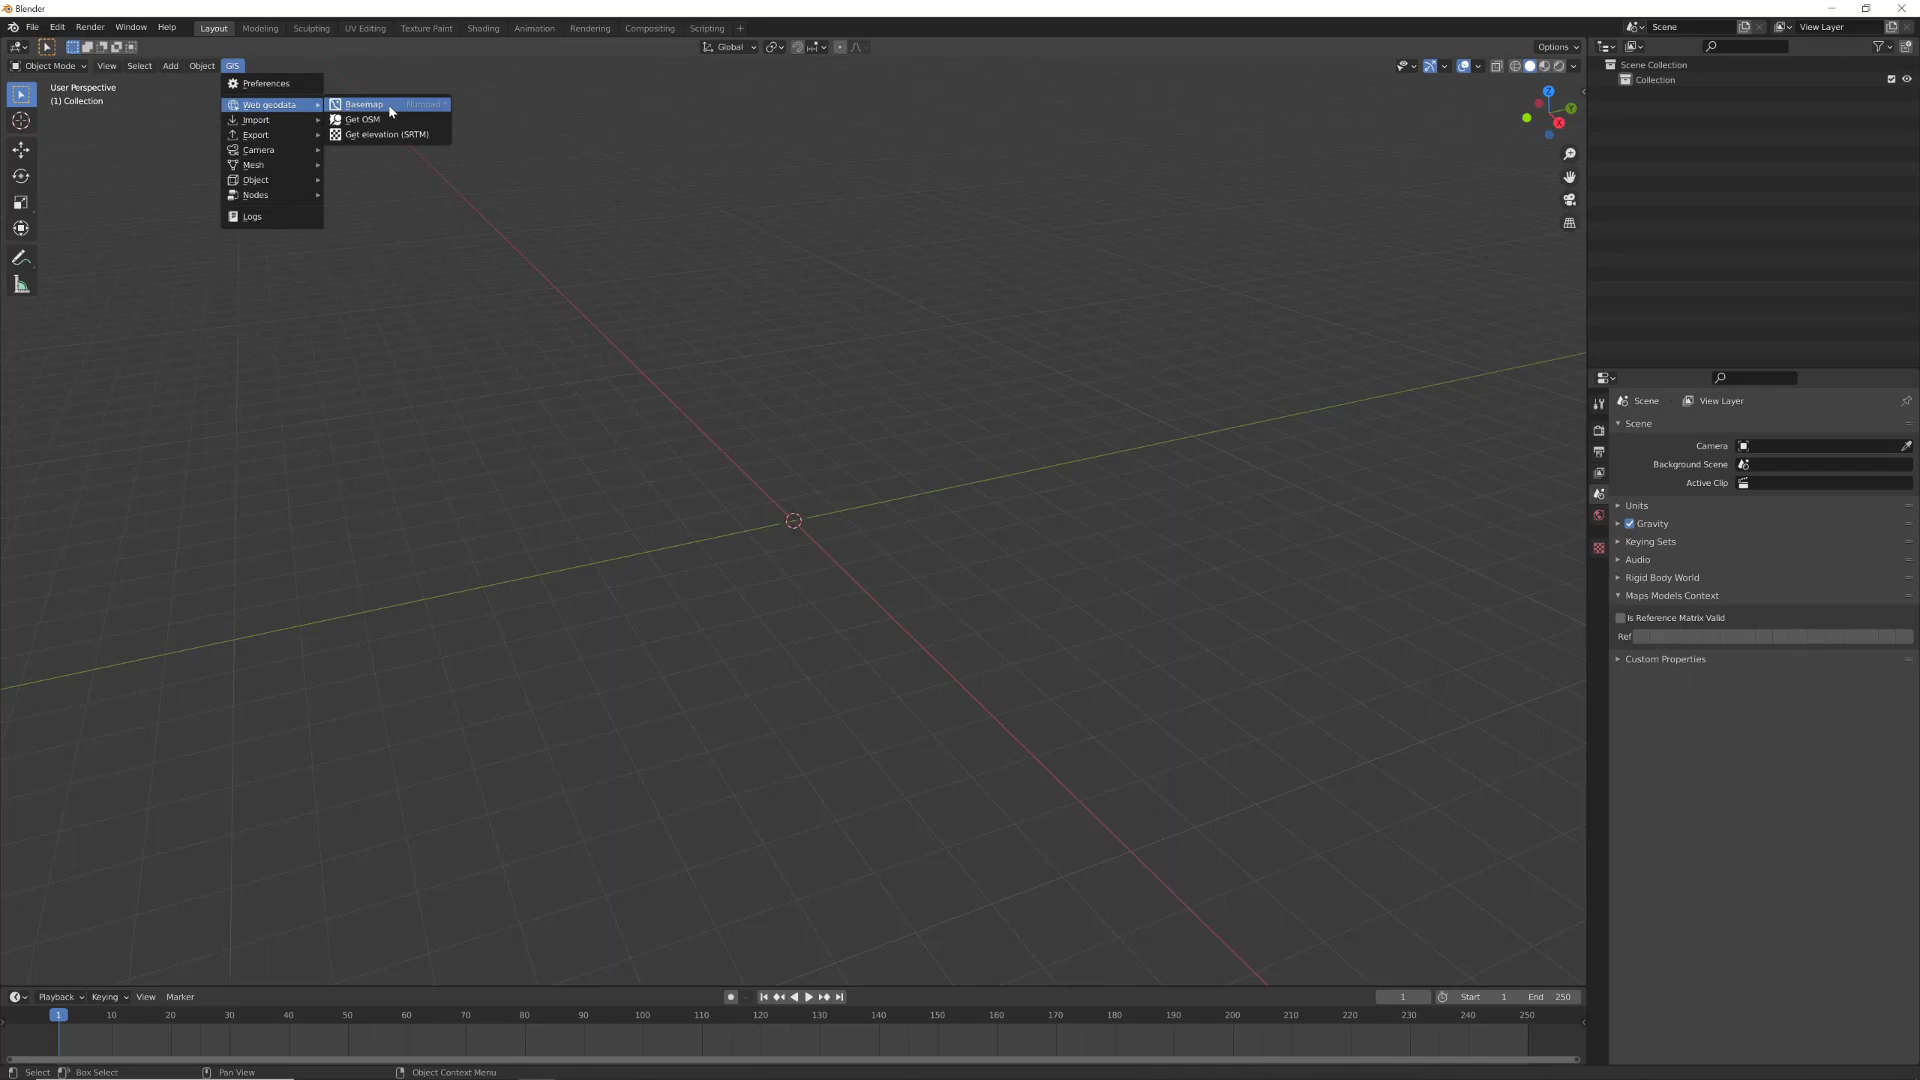 Blender
File Edit Render Window Help Layout Modeling Sculpting UV Editing Texture Paint Shading Animation Rendering Compositing Scripting + Scene View Layer
Global Options
Object Mode View Select Add Object GIS
User Perspective
(1) Collection
Preferences
Web geodata
Import
Export
Camera
Mesh
Object
Nodes
Logs
Basemap
Get OSM
Get elevation (SRTM)
Z
Y
X
Scene Collection
Collection
Scene View Layer
Scene
Camera
Background Scene
Active Clip
Units
Gravity
Keying Sets
Audio
Rigid Body World
Maps Models Context
Is Reference Matrix Valid
Ref
Custom Properties
Playback Keying View Marker 1 Start 1 End 250
1 10 20 30 40 50 60 70 80 90 100 110 120 130 140 150 160 170 180 190 200 210 220 230 240 250
Select Box Select Pan View Object Context Menu